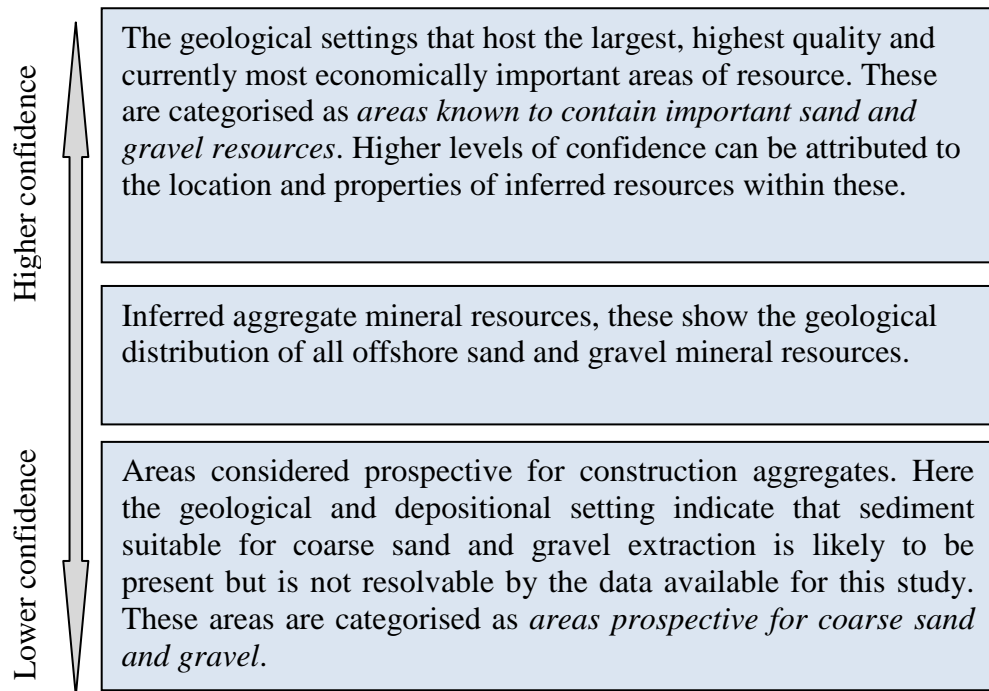 Higher confidence
The geological settings that host the largest, highest quality and
currently most economically important areas of resource. These
are categorised as areas known to contain important sand and
gravel resources. Higher levels of confidence can be attributed to
the location and properties of inferred resources within these.
Inferred aggregate mineral resources, these show the geological
distribution of all offshore sand and gravel mineral resources.
Lower confidence
Areas considered prospective for construction aggregates. Here
the geological and depositional setting indicate that sediment
suitable for coarse sand and gravel extraction is likely to be
present but is not resolvable by the data available for this study.
These areas are categorised as areas prospective for coarse sand
and gravel.